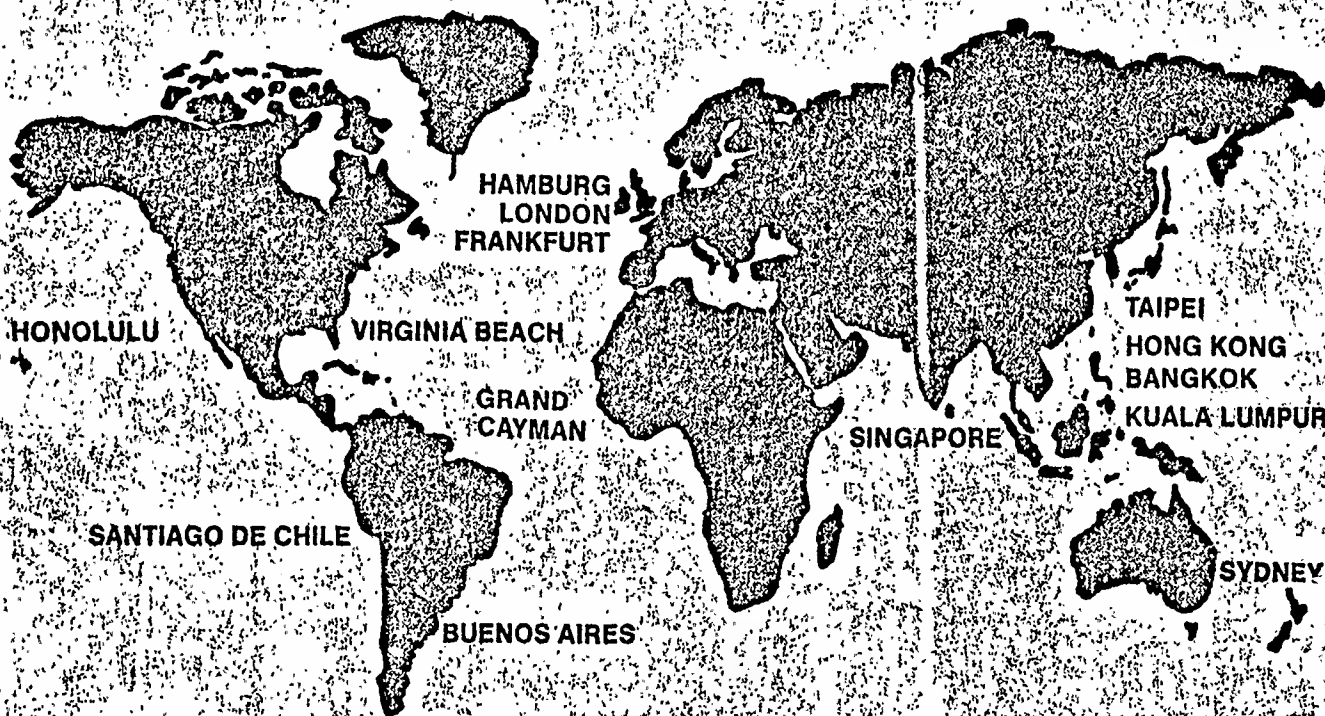 HAMBURG
LONDON
FRANKFURT
HONOLULU
VIRGINIA BEACH
TAIPEI
HONG KONG
BANGKOK
GRAND
CAYMAN
KUALA LUMPUR
SINGAPORE
SANTIAGO DE CHILE
SYDNEY
BUENOS AIRES